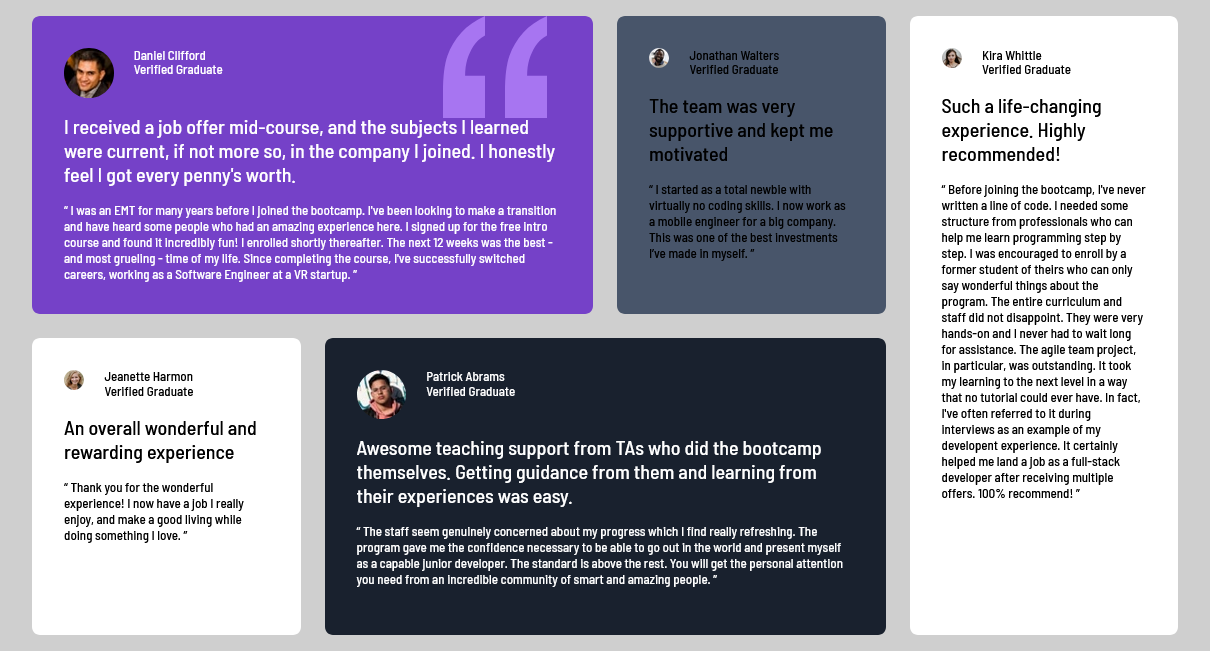 Daniel Clifford
Verified Graduate
I received a job offer mid-course, and the subjects I learned
were current, if not more so, in the company I joined. I honestly
feel I got every penny's worth.
“ I was an EMT for many years before I joined the bootcamp. I've been looking to make a transition
and have heard some people who had an amazing experience here. I signed up for the free intro
course and found it incredibly fun! I enrolled shortly thereafter. The next 12 weeks was the best -
and most grueling - time of my life. Since completing the course, I've successfully switched
careers, working as a Software Engineer at a VR startup. ”
Jonathan Walters
Verified Graduate
The team was very
supportive and kept me
motivated
“ I started as a total newbie with
virtually no coding skills. I now work as
a mobile engineer for a big company.
This was one of the best investments
I've made in myself. ”
Kira Whittle
Verified Graduate
Such a life-changing
experience. Highly
recommended!
“ Before joining the bootcamp, I've never
written a line of code. I needed some
structure from professionals who can
help me learn programming step by
step. I was encouraged to enroll by a
former student of theirs who can only
say wonderful things about the
program. The entire curriculum and
staff did not disappoint. They were very
hands-on and I never had to wait long
for assistance. The agile team project,
in particular, was outstanding. It took
my learning to the next level in a way
that no tutorial could ever have. In fact,
I've often referred to it during
interviews as an example of my
developent experience. It certainly
helped me land a job as a full-stack
developer after receiving multiple
offers. 100% recommend! ”
Jeanette Harmon
Verified Graduate
An overall wonderful and
rewarding experience
“ Thank you for the wonderful
experience! I now have a job I really
enjoy, and make a good living while
doing something I love. ”
Patrick Abrams
Verified Graduate
Awesome teaching support from TAs who did the bootcamp
themselves. Getting guidance from them and learning from
their experiences was easy.
“ The staff seem genuinely concerned about my progress which I find really refreshing. The
program gave me the confidence necessary to be able to go out in the world and present myself
as a capable junior developer. The standard is above the rest. You will get the personal attention
you need from an incredible community of smart and amazing people. ”